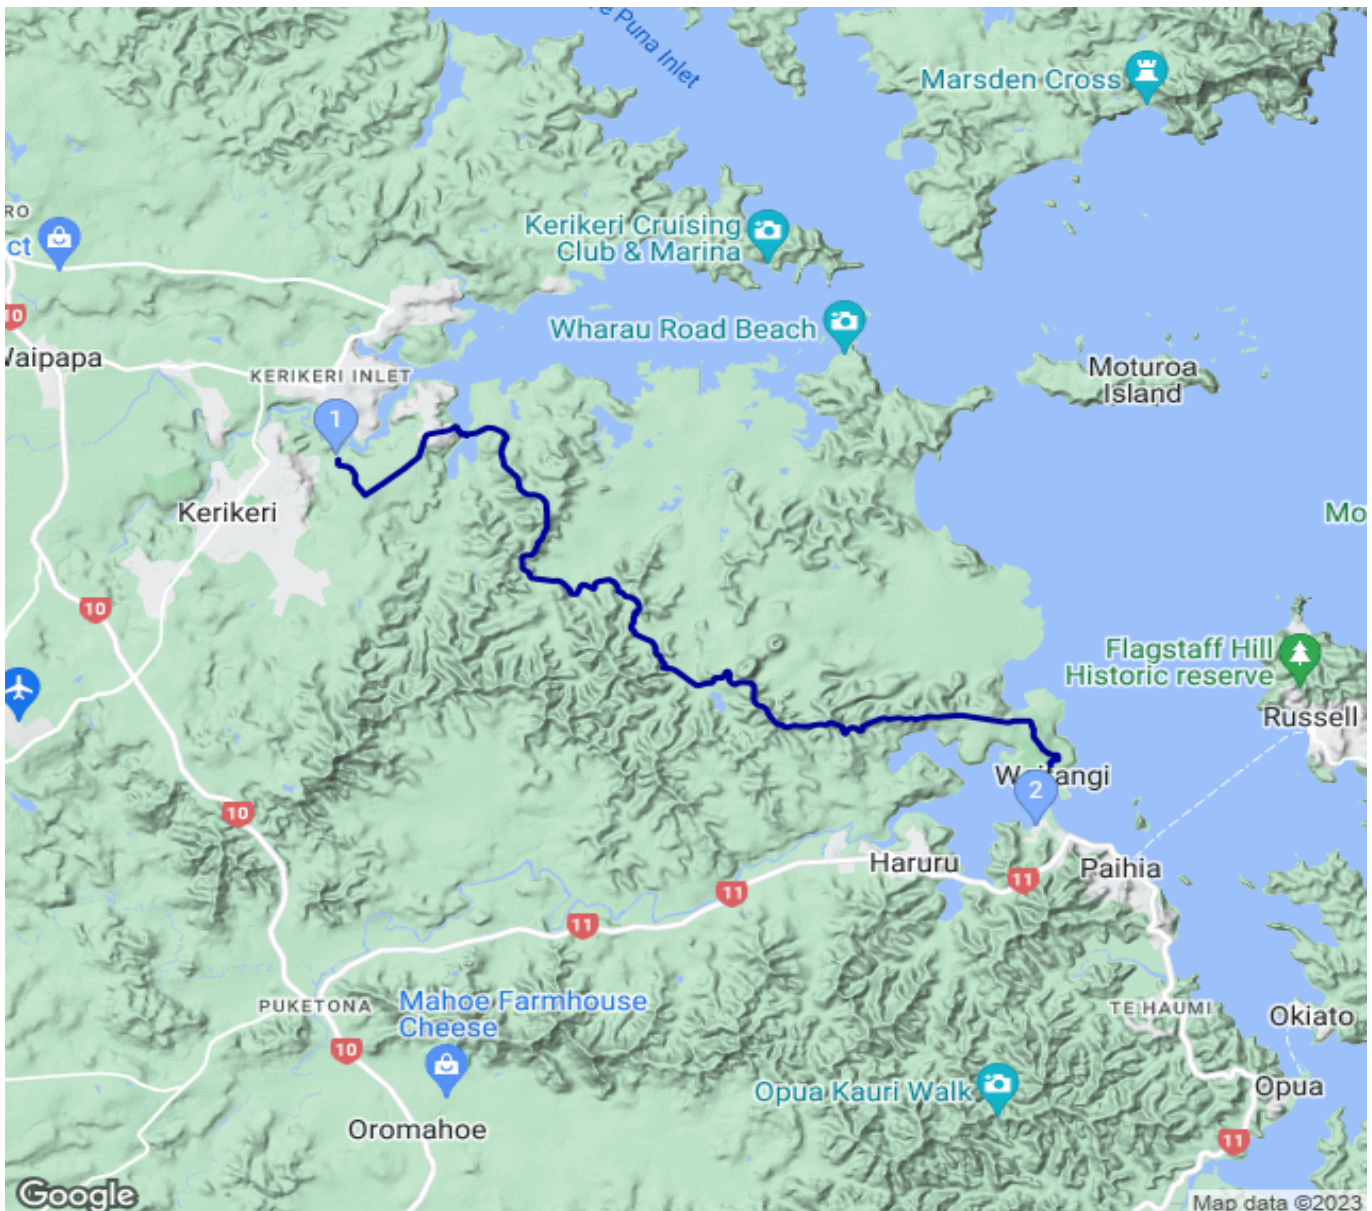 Te Puna Inlet
Marsden Cross
RO
ct
Kerikeri Cruising
Club & Marina
10
Wharau Road Beach
Waipapa
KERIKERI INLET
Moturoa
Island
1
Kerikeri
Mo
10
Flagstaff Hill
Historic reserve
Russell
Waitangi
2
10
Haruru
11
Paihia
11
11
PUKETONA
Mahoe Farmhouse
Cheese
TE HAUMI
Okiato
10
Opua Kauri Walk
Opua
Oromahoe
11
Google
Map data ©2023